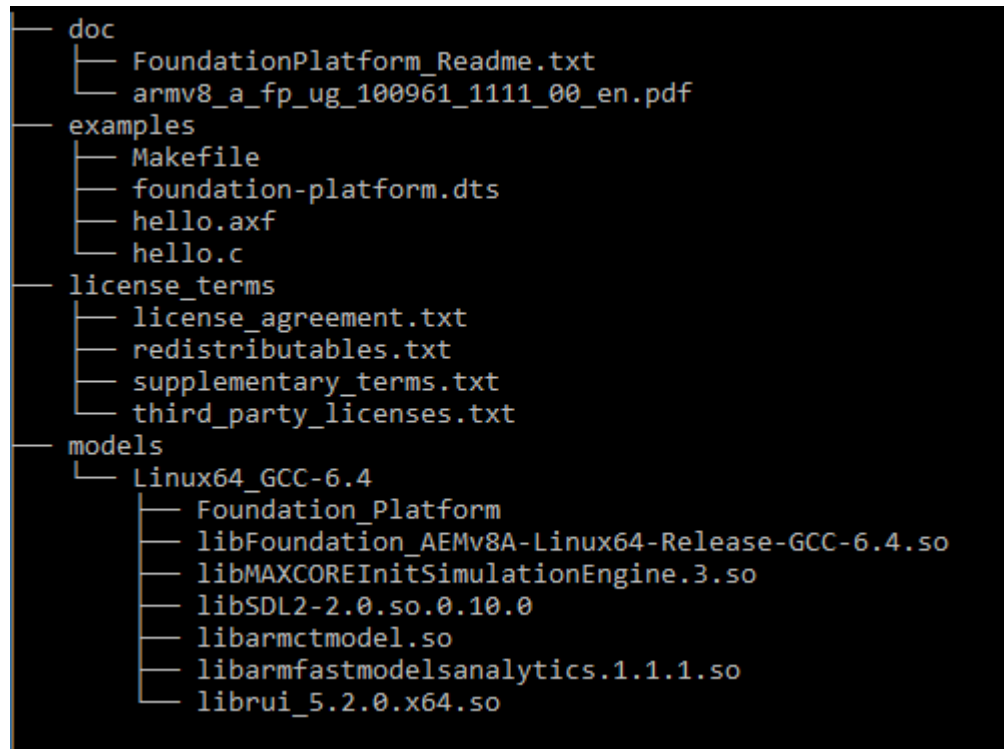 ├── doc
│   ├── FoundationPlatform_Readme.txt
│   └── armv8_a_fp_ug_100961_1111_00_en.pdf
├── examples
│   ├── Makefile
│   ├── foundation-platform.dts
│   ├── hello.axf
│   └── hello.c
├── license_terms
│   ├── license_agreement.txt
│   ├── redistributables.txt
│   ├── supplementary_terms.txt
│   └── third_party_licenses.txt
├── models
    └── Linux64_GCC-6.4
        ├── Foundation_Platform
        ├── libFoundation_AEMv8A-Linux64-Release-GCC-6.4.so
        ├── libMAXCOREInitSimulationEngine.3.so
        ├── libSDL2-2.0.so.0.10.0
        ├── libarmctmodel.so
        ├── libarmfastmodelsanalytics.1.1.1.so
        └── librui_5.2.0.x64.so